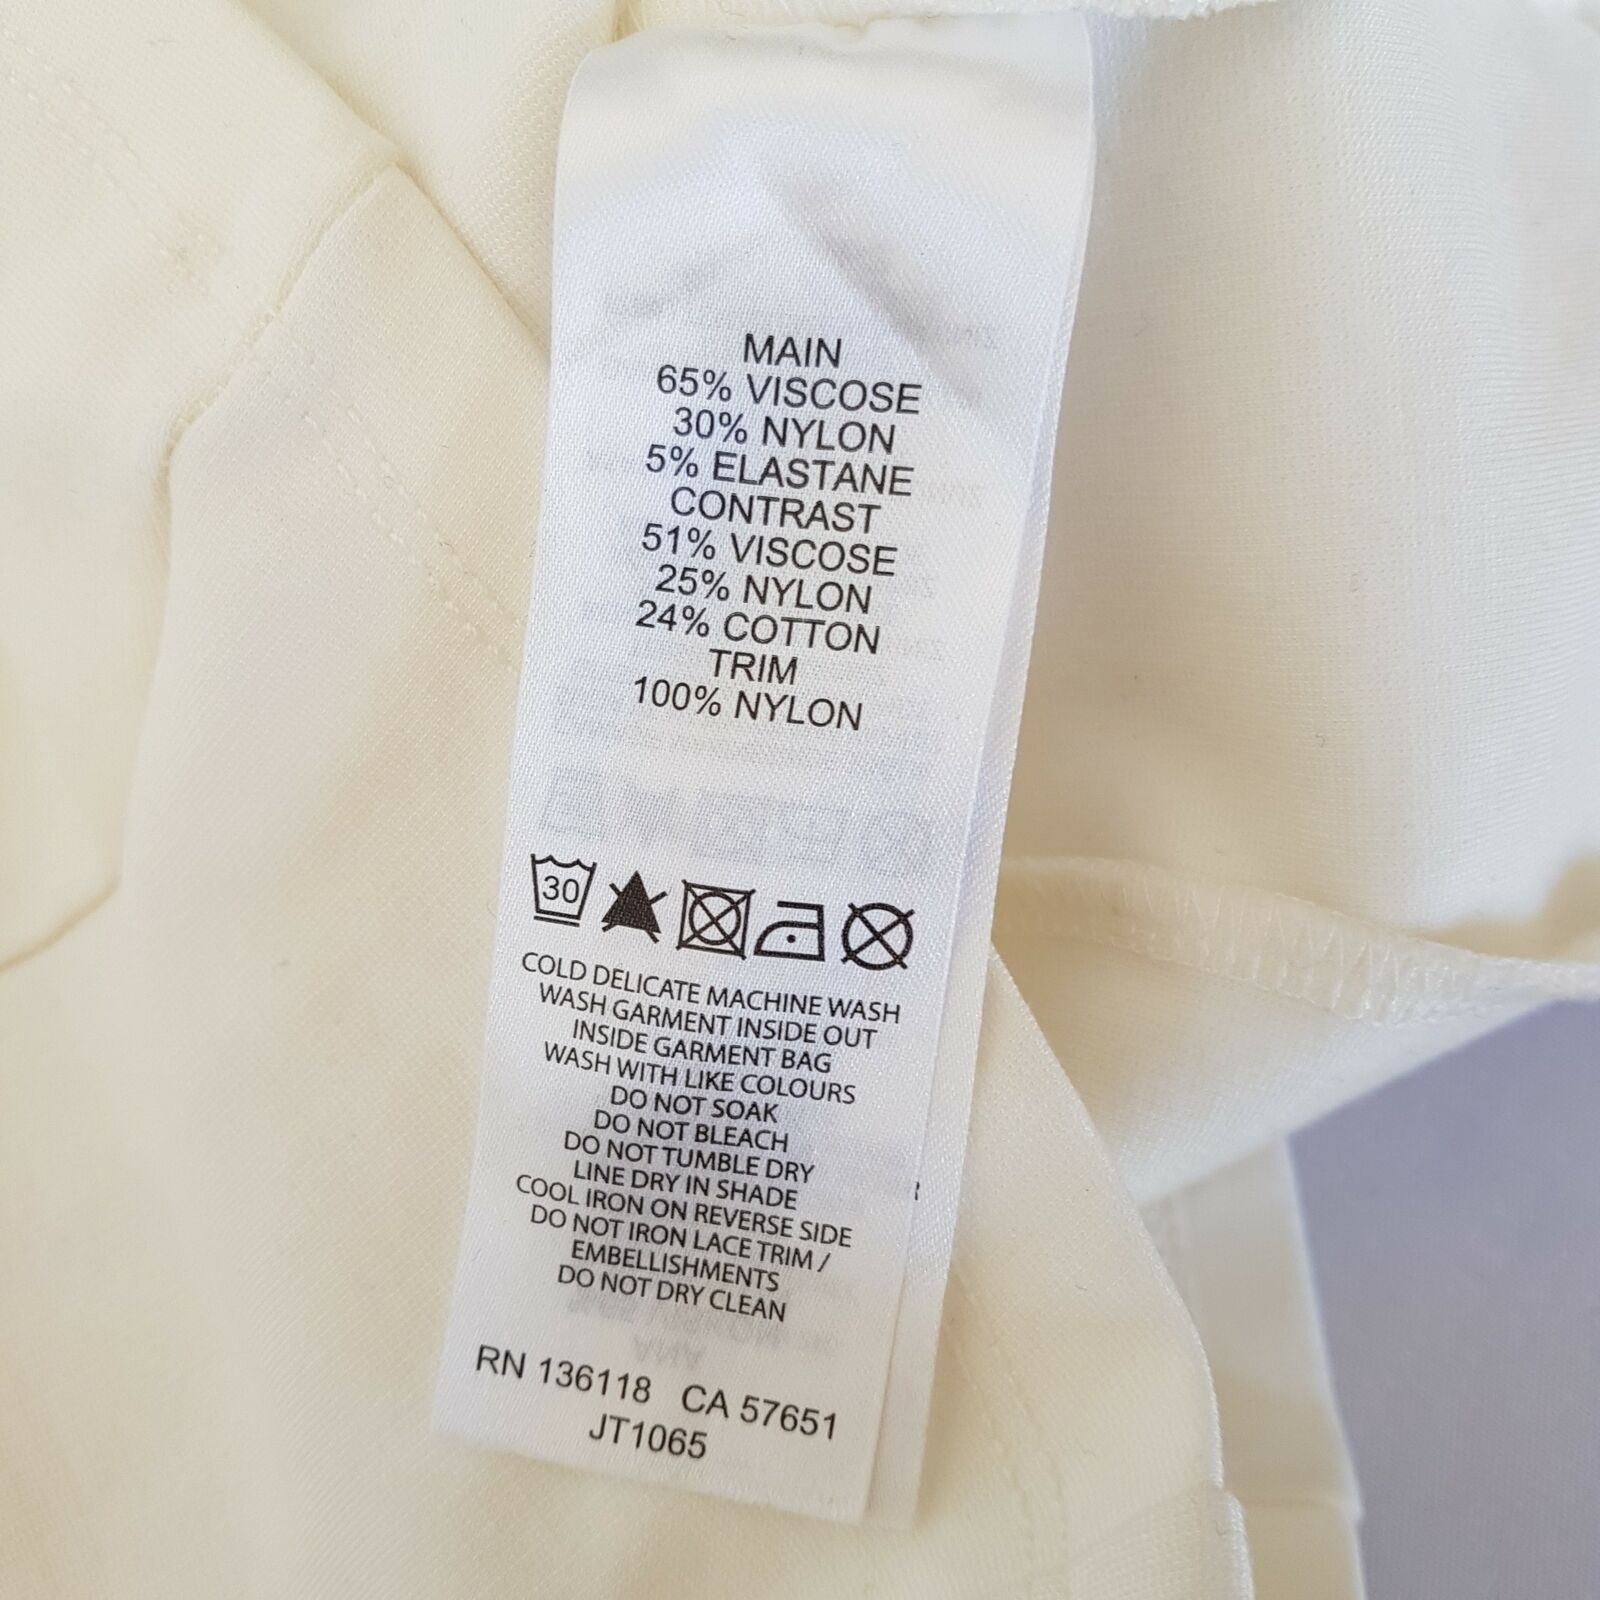 MAIN
65% VISCOSE
30% NYLON
5% ELASTANE
CONTRAST
51% VISCOSE
25% NYLON
24% COTTON
TRIM
100% NYLON
30
COLD DELICATE MACHINE WASH
WASH GARMENT INSIDE OUT
INSIDE GARMENT BAG
WASH WITH LIKE COLOURS
DO NOT SOAK
DO NOT BLEACH
DO NOT TUMBLE DRY
LINE DRY IN SHADE
COOL IRON ON REVERSE SIDE
DO NOT IRON LACE TRIM /
EMBELLISHMENTS
DO NOT DRY CLEAN
RN 136118 CA 57651
JT1065